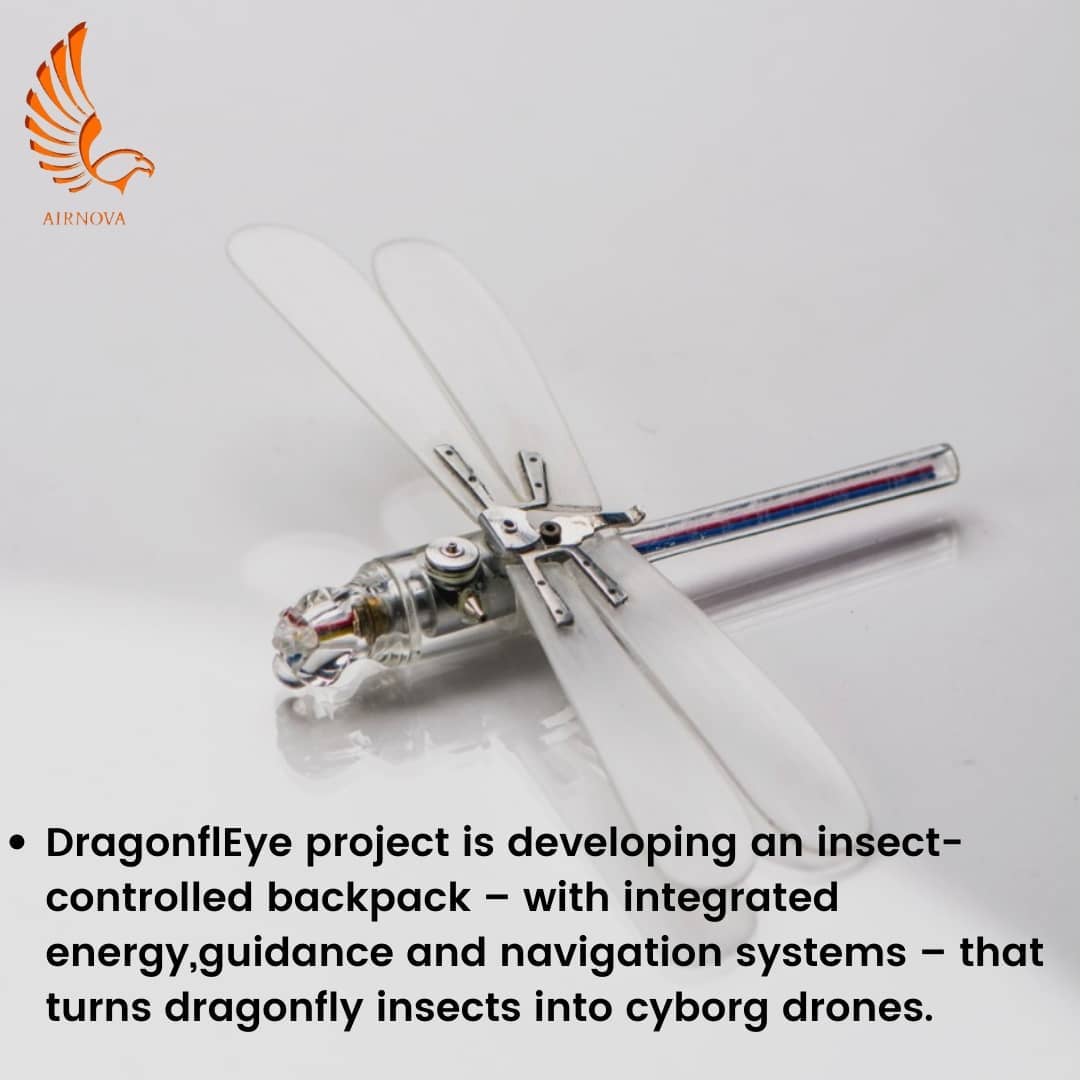 AIRNOVA
• DragonflEye project is developing an insect-
controlled backpack – with integrated
energy,guidance and navigation systems – that
turns dragonfly insects into cyborg drones.